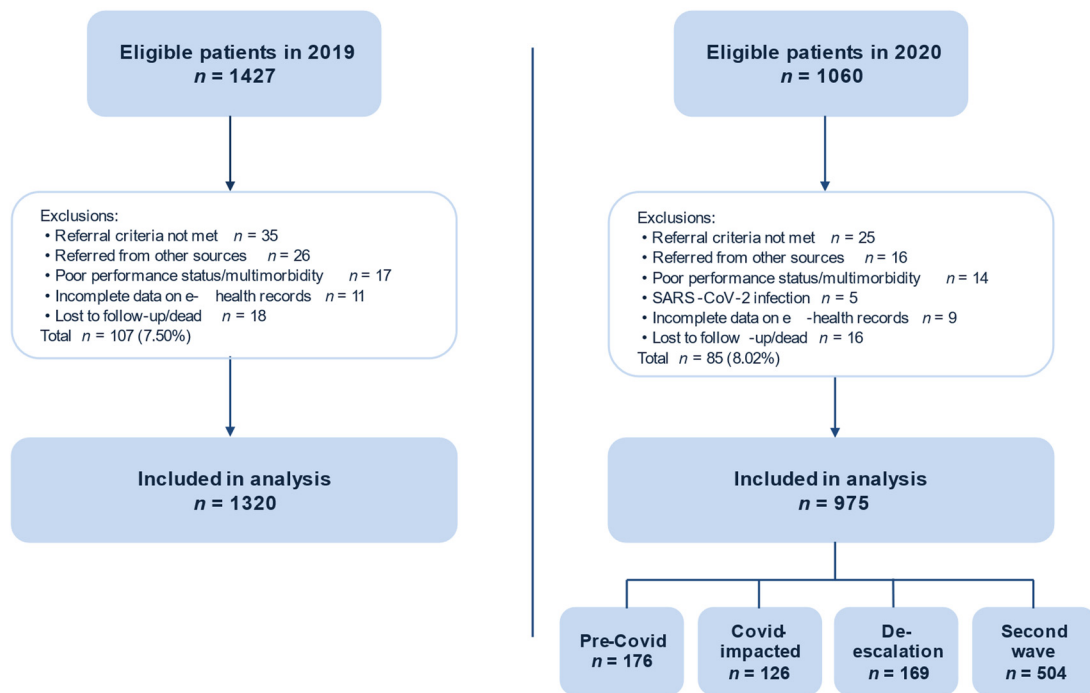 Eligible patients in 2019
n = 1427
Exclusions:
• Referral criteria not met n = 35
• Referred from other sources n = 26
• Poor performance status/multimorbidity n = 17
• Incomplete data on e- health records n = 11
• Lost to follow-up/dead n = 18
Total n = 107 (7.50%)
Included in analysis
n = 1320
Eligible patients in 2020
n = 1060
Exclusions:
• Referral criteria not met n = 25
• Referred from other sources n = 16
• Poor performance status/multimorbidity n = 14
• SARS-CoV-2 infection n = 5
• Incomplete data on e -health records n = 9
• Lost to follow -up/dead n = 16
Total n = 85 (8.02%)
Included in analysis
n = 975
Pre-Covid
n = 176
Covid-
impacted
n = 126
De-
escalation
n = 169
Second
wave
n = 504